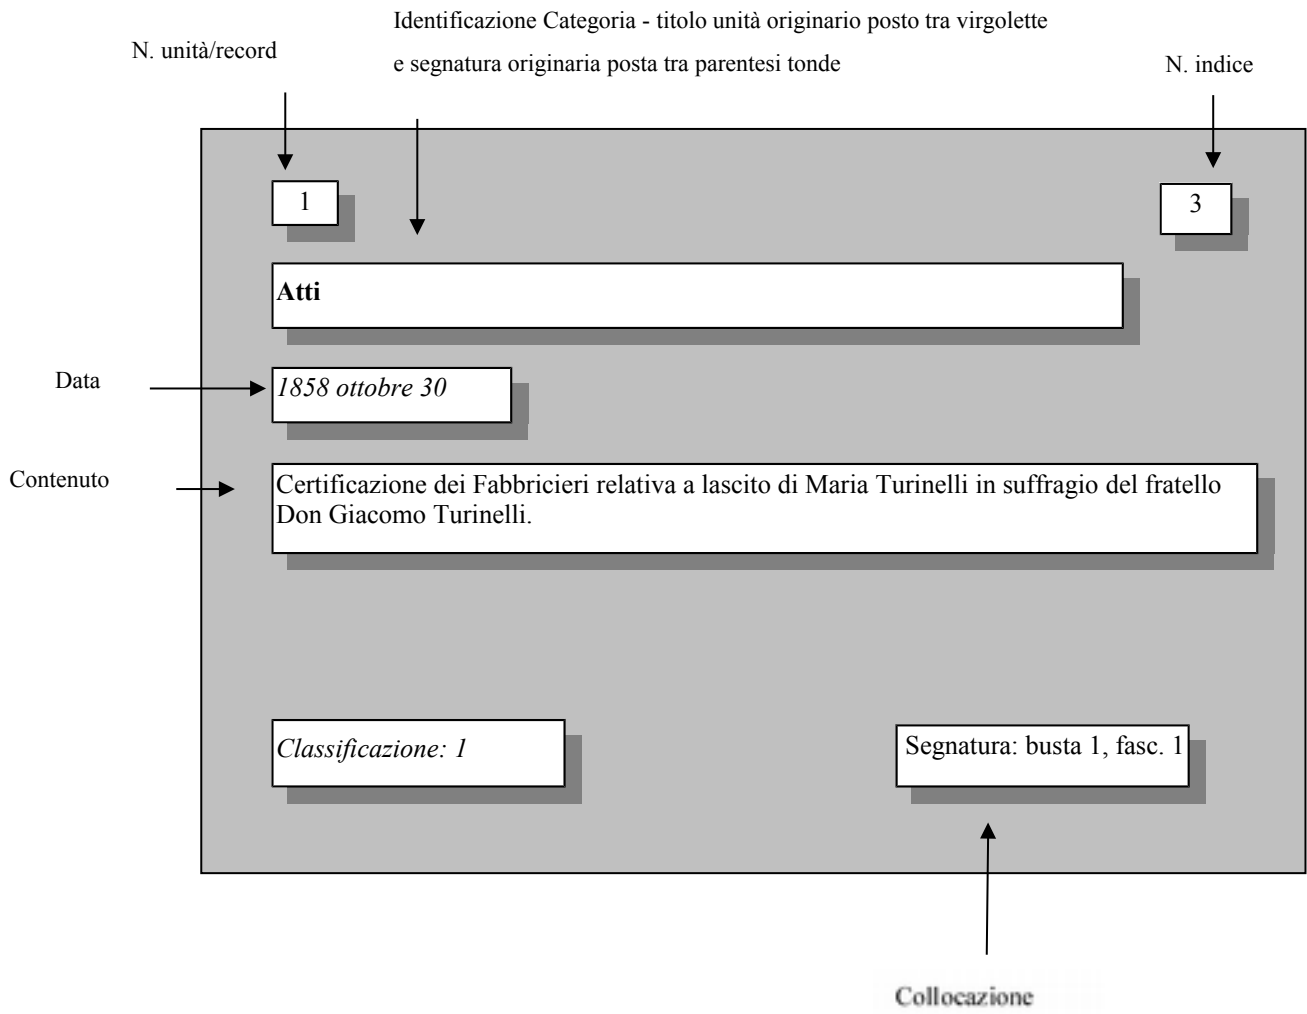 Identificazione Categoria - titolo unità originario posto tra virgolette
e segnatura originaria posta tra parentesi tonde
N. unità/record
N. indice
1
3
Atti
Data
1858 ottobre 30
Contenuto
Certificazione dei Fabbricieri relativa a lascito di Maria Turinelli in suffragio del fratello
Don Giacomo Turinelli.
Classificazione: 1
Segnatura: busta 1, fasc. 1
Collocazione